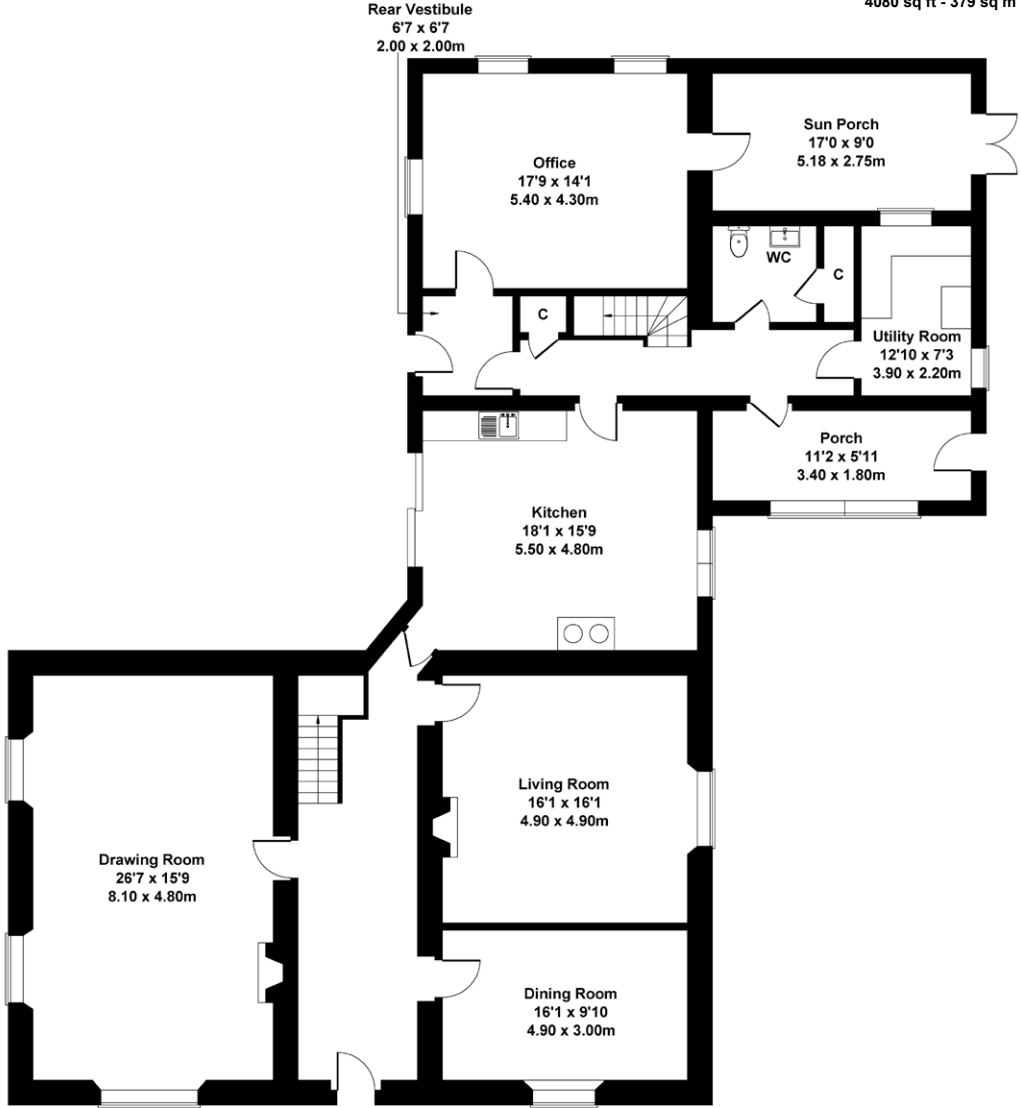 4080 sq ft - 379 sq m
Rear Vestibule
6'7 x 6'7
2.00 x 2.00m
Sun Porch
17'0 x 9'0
5.18 x 2.75m
Office
17'9 x 14'1
5.40 x 4.30m
WC
C
C
Utility Room
12'10 x 7'3
3.90 x 2.20m
Porch
11'2 x 5'11
3.40 x 1.80m
Kitchen
18'1 x 15'9
5.50 x 4.80m
Living Room
16'1 x 16'1
4.90 x 4.90m
Drawing Room
26'7 x 15'9
8.10 x 4.80m
Dining Room
16'1 x 9'10
4.90 x 3.00m